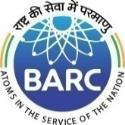 राष्ट्र की सेवा में परमाणु
BARC
ATOMS IN THE SERVICE OF THE NATION